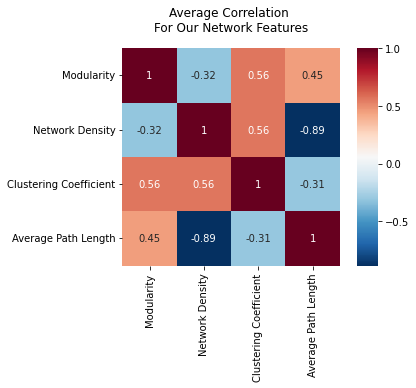 Average Correlation
For Our Network Features
Modularity 1 -0.32 0.56 0.45
Network Density -0.32 1 0.56 -0.89
Clustering Coefficient 0.56 0.56 1 -0.31
Average Path Length 0.45 -0.89 -0.31 1
Modularity
Network Density
Clustering Coefficient
Average Path Length
1.0
0.5
0.0
−0.5